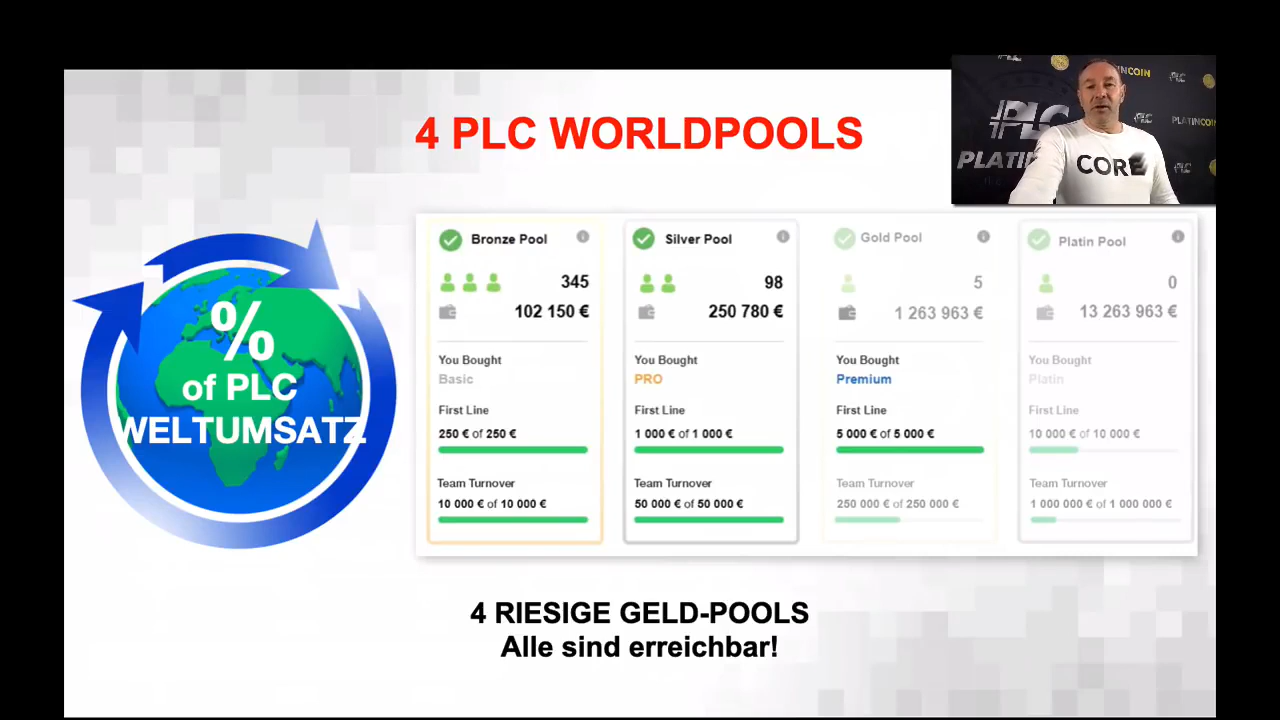 4 PLC WORLDPOOLS
PLC
PLATINCOIN
CORE
%
of PLC
WELTUMSATZ
Bronze Pool
345
102 150 €
You Bought
Basic
First Line
250 € of 250 €
Team Turnover
10 000 € of 10 000 €
Silver Pool
98
250 780 €
You Bought
PRO
First Line
1 000 € of 1 000 €
Team Turnover
50 000 € of 50 000 €
Gold Pool
5
1 263 963 €
You Bought
Premium
First Line
5 000 € of 5 000 €
Team Turnover
250 000 € of 250 000 €
Platin Pool
0
13 263 963 €
You Bought
Platin
First Line
10 000 € of 10 000 €
Team Turnover
1 000 000 € of 1 000 000 €
4 RIESIGE GELD-POOLS
Alle sind erreichbar!